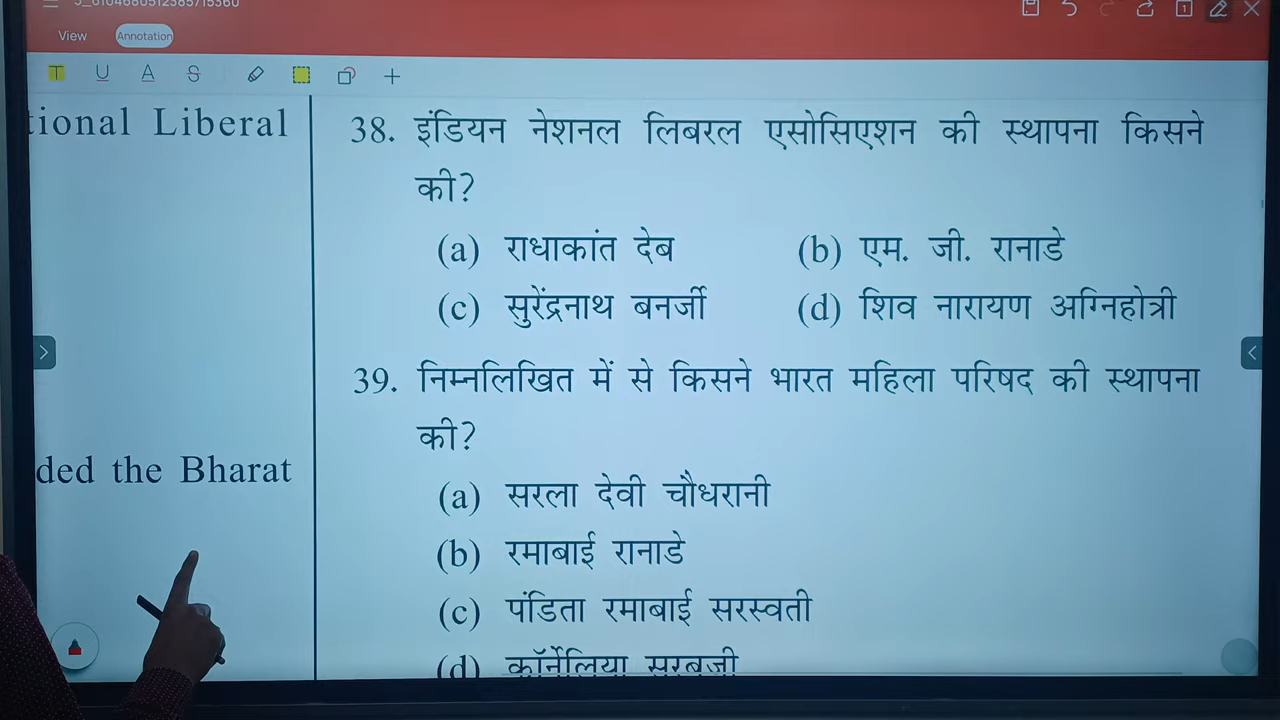 View Annotation
tional Liberal
38. इंडियन नेशनल लिबरल एसोसिएशन की स्थापना किसने
की?
(a) राधाकांत देब (b) एम. जी. रानाडे
(c) सुरेंद्रनाथ बनर्जी (d) शिव नारायण अग्निहोत्री
39. निम्नलिखित में से किसने भारत महिला परिषद की स्थापना
की?
ded the Bharat
(a) सरला देवी चौधरानी
(b) रमाबाई रानाडे
(c) पंडिता रमाबाई सरस्वती
(d) कॉर्नेलिया सरबजी